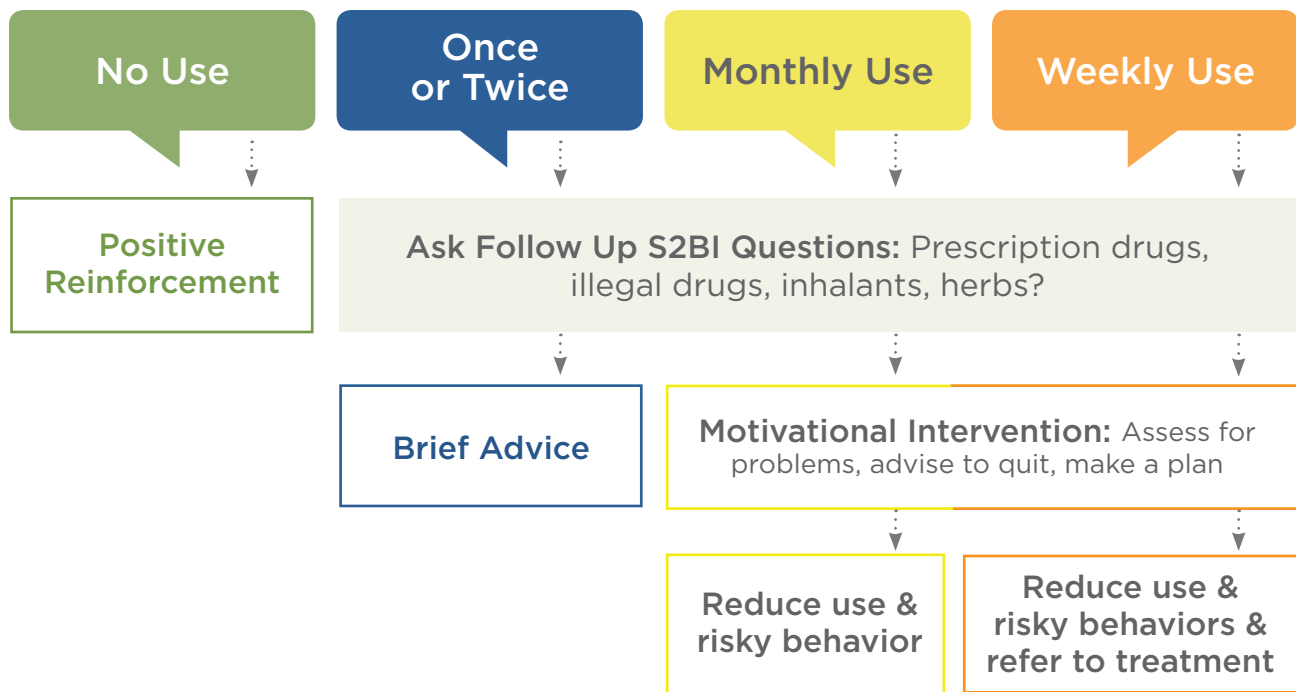 No Use
Once
or Twice
Monthly Use
Weekly Use
Positive
Reinforcement
Ask Follow Up S2BI Questions: Prescription drugs,
illegal drugs, inhalants, herbs?
Brief Advice
Motivational Intervention: Assess for
problems, advise to quit, make a plan
Reduce use &
risky behavior
Reduce use &
risky behaviors &
refer to treatment